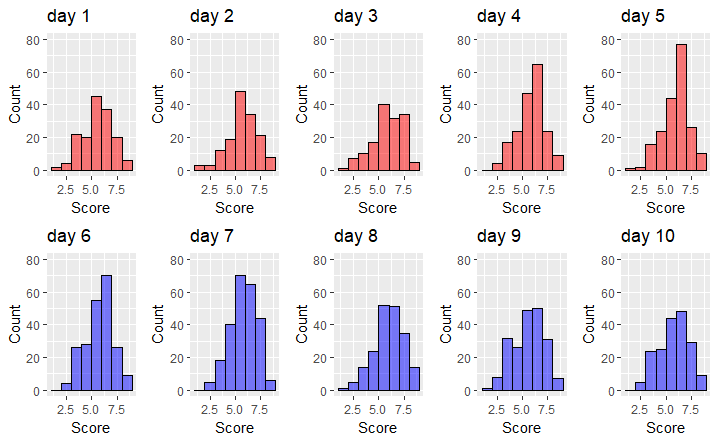 day 1 day 2 day 3 day 4 day 5
80 80 80 80 80
60 60 60 60 60
40 40 40 40 40
20 20 20 20 20
0 0 0 0 0
Count Count Count Count Count
2.5 5.0 7.5 2.5 5.0 7.5 2.5 5.0 7.5 2.5 5.0 7.5 2.5 5.0 7.5
Score Score Score Score Score
day 6 day 7 day 8 day 9 day 10
80 80 80 80 80
60 60 60 60 60
40 40 40 40 40
20 20 20 20 20
0 0 0 0 0
Count Count Count Count Count
2.5 5.0 7.5 2.5 5.0 7.5 2.5 5.0 7.5 2.5 5.0 7.5 2.5 5.0 7.5
Score Score Score Score Score